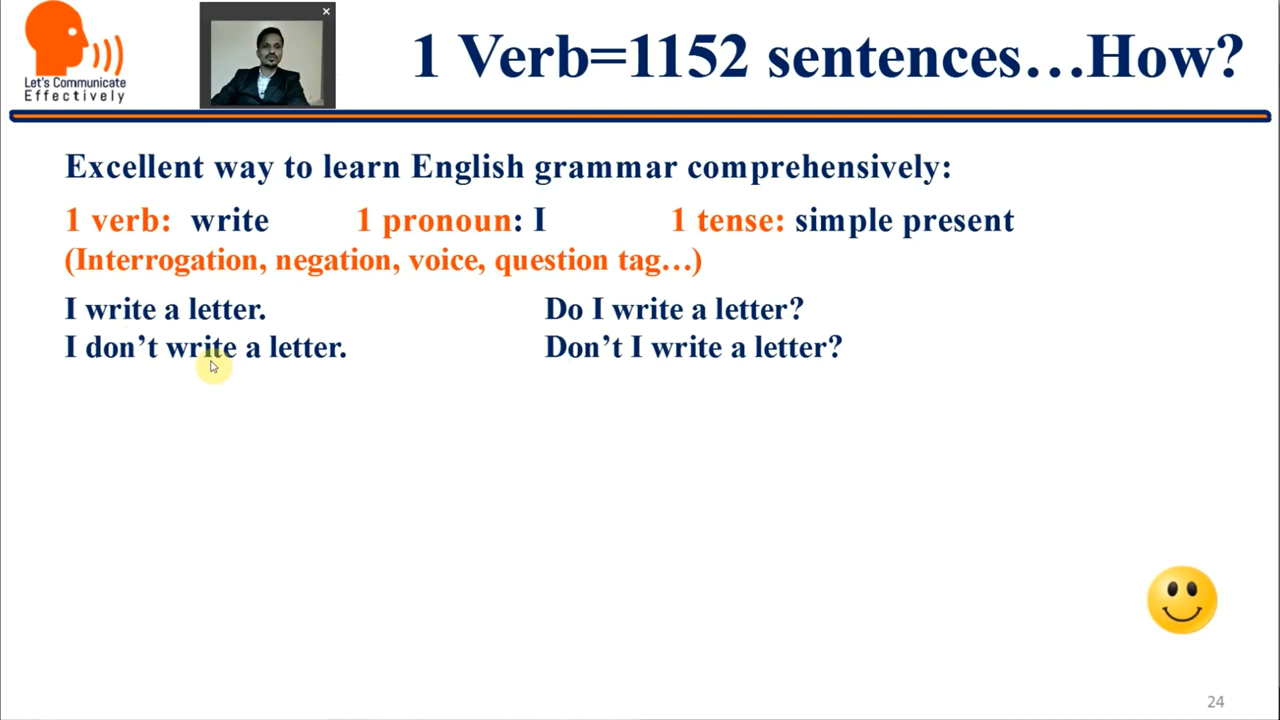 Let's Communicate
Effectively
1 Verb=1152 sentences…How?
Excellent way to learn English grammar comprehensively:
1 verb: write 1 pronoun: I 1 tense: simple present
(Interrogation, negation, voice, question tag…)
I write a letter. Do I write a letter?
I don’t write a letter. Don’t I write a letter?
24